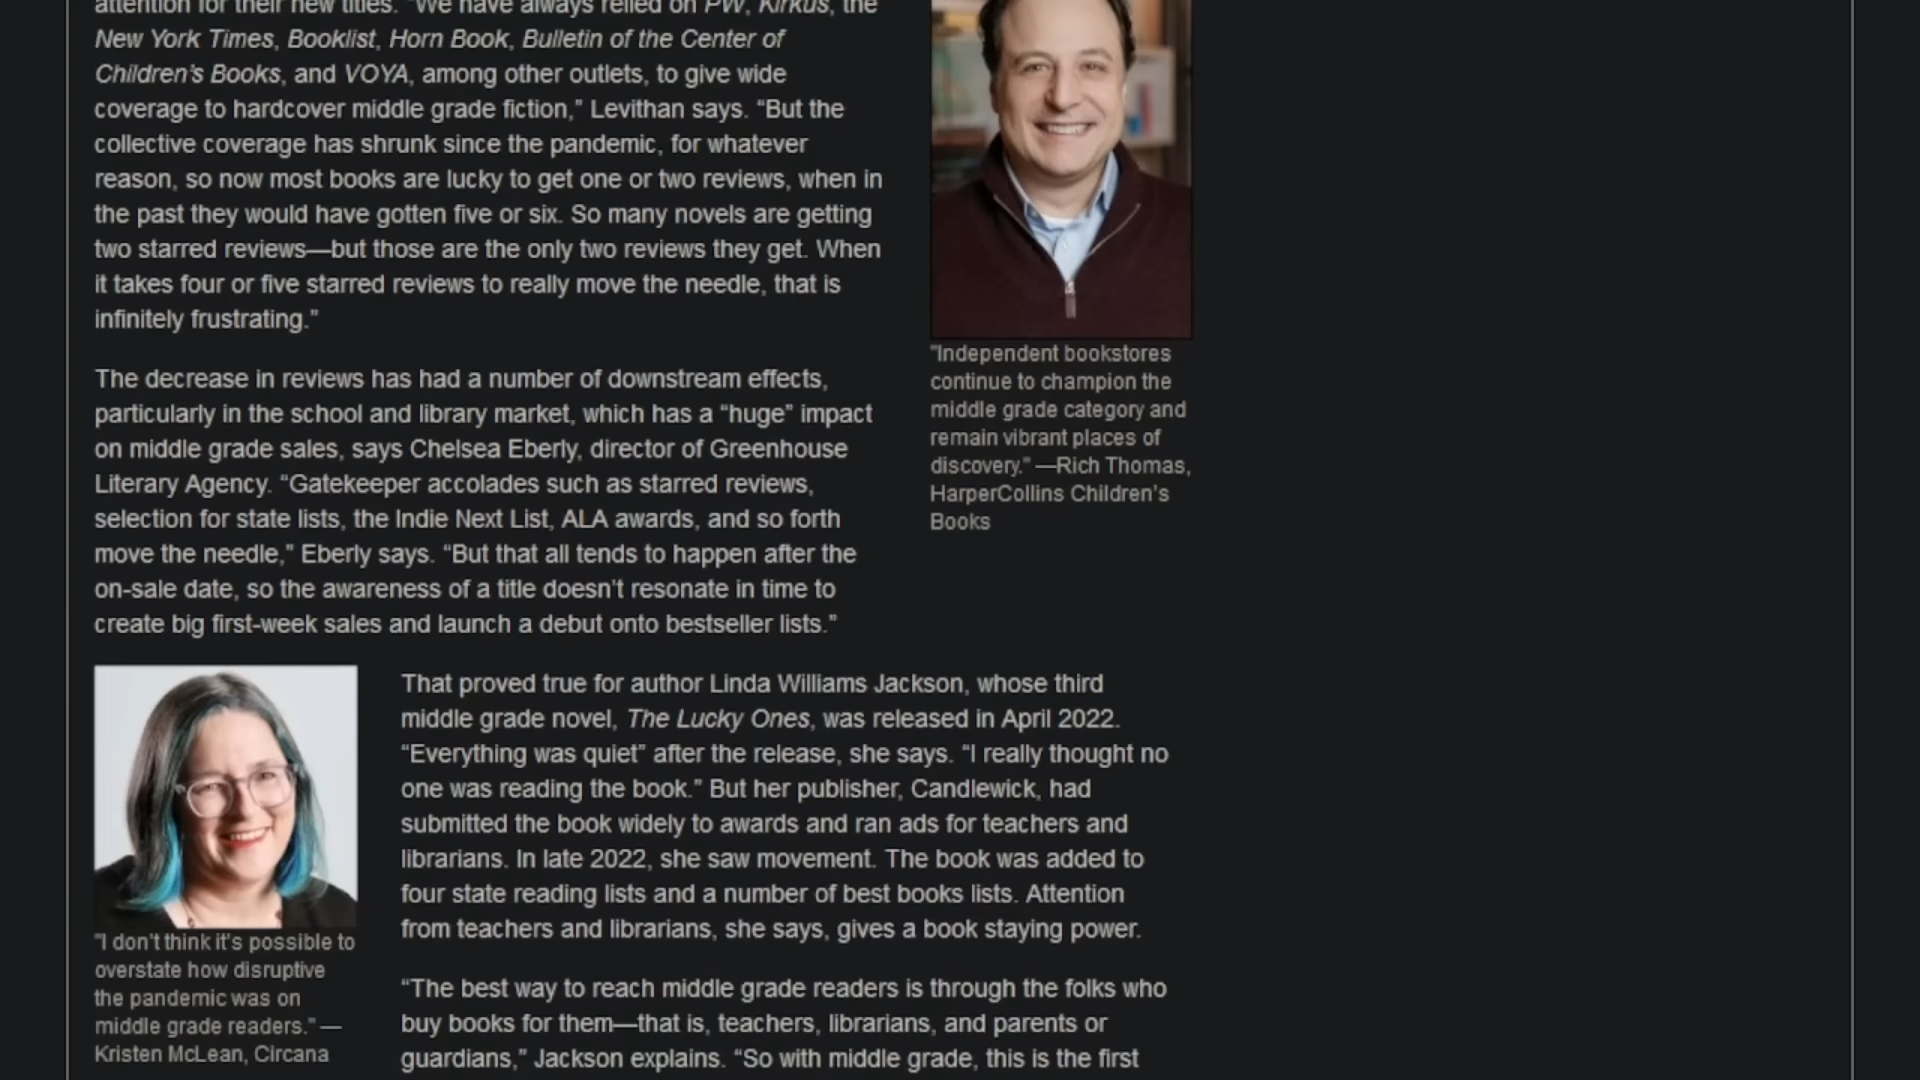 attention for their new titles. “We have always relied on PW, Kirkus, the
New York Times, Booklist, Horn Book, Bulletin of the Center of
Children’s Books, and VOYA, among other outlets, to give wide
coverage to hardcover middle grade fiction,” Levithan says. “But the
collective coverage has shrunk since the pandemic, for whatever
reason, so now most books are lucky to get one or two reviews, when in
the past they would have gotten five or six. So many novels are getting
two starred reviews—but those are the only two reviews they get. When
it takes four or five starred reviews to really move the needle, that is
infinitely frustrating.”
"Independent bookstores
continue to champion the
middle grade category and
remain vibrant places of
discovery." —Rich Thomas,
HarperCollins Children's
Books
The decrease in reviews has had a number of downstream effects,
particularly in the school and library market, which has a “huge” impact
on middle grade sales, says Chelsea Eberly, director of Greenhouse
Literary Agency. “Gatekeeper accolades such as starred reviews,
selection for state lists, the Indie Next List, ALA awards, and so forth
move the needle,” Eberly says. “But that all tends to happen after the
on-sale date, so the awareness of a title doesn’t resonate in time to
create big first-week sales and launch a debut onto bestseller lists.”
"I don't think it's possible to
overstate how disruptive
the pandemic was on
middle grade readers." —
Kristen McLean, Circana
That proved true for author Linda Williams Jackson, whose third
middle grade novel, The Lucky Ones, was released in April 2022.
“Everything was quiet” after the release, she says. “I really thought no
one was reading the book.” But her publisher, Candlewick, had
submitted the book widely to awards and ran ads for teachers and
librarians. In late 2022, she saw movement. The book was added to
four state reading lists and a number of best books lists. Attention
from teachers and librarians, she says, gives a book staying power.
“The best way to reach middle grade readers is through the folks who
buy books for them—that is, teachers, librarians, and parents or
guardians,” Jackson explains. “So with middle grade, this is the first